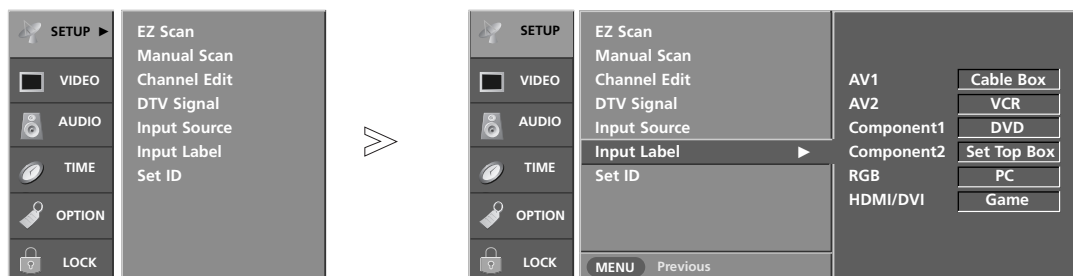 SETUP ►
VIDEO
AUDIO
TIME
OPTION
LOCK
EZ Scan
Manual Scan
Channel Edit
DTV Signal
Input Source
Input Label
Set ID
SETUP
VIDEO
AUDIO
TIME
OPTION
LOCK
EZ Scan
Manual Scan
Channel Edit
DTV Signal
Input Source
Input Label ►
Set ID
MENU Previous
AV1 Cable Box
AV2 VCR
Component1 DVD
Component2 Set Top Box
RGB PC
HDMI/DVI Game